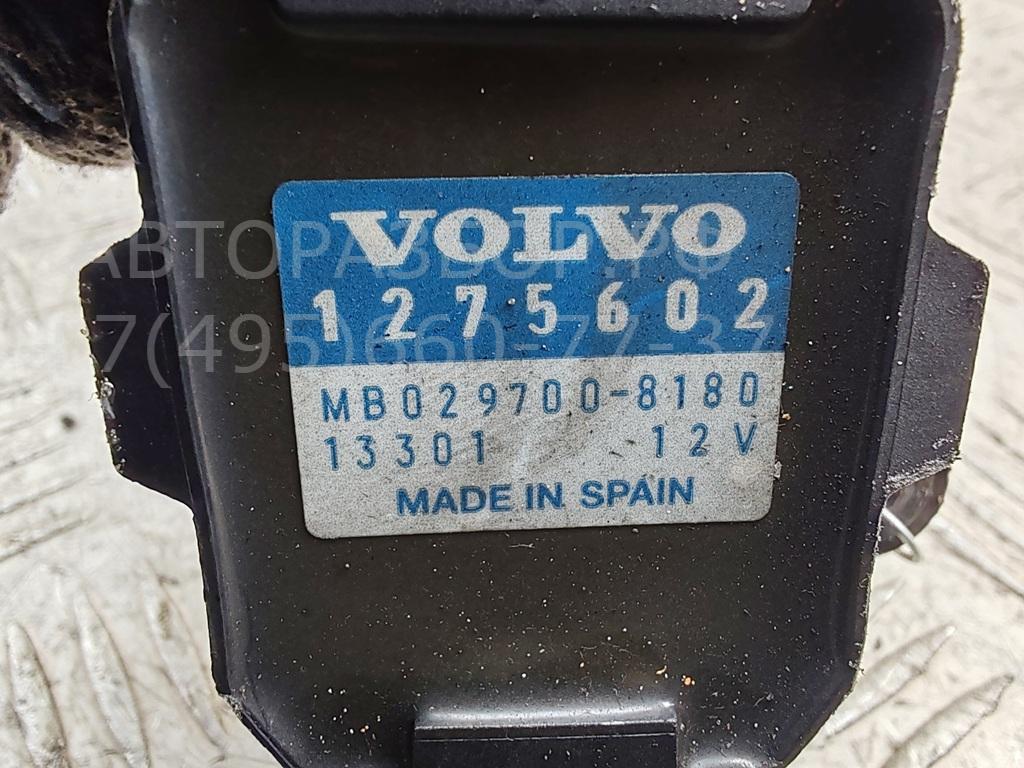 VOLVO
АВТОРАЗБОР.РФ
1275602
+7(495)660-77-37
MB029700-8180
13301 12V
MADE IN SPAIN